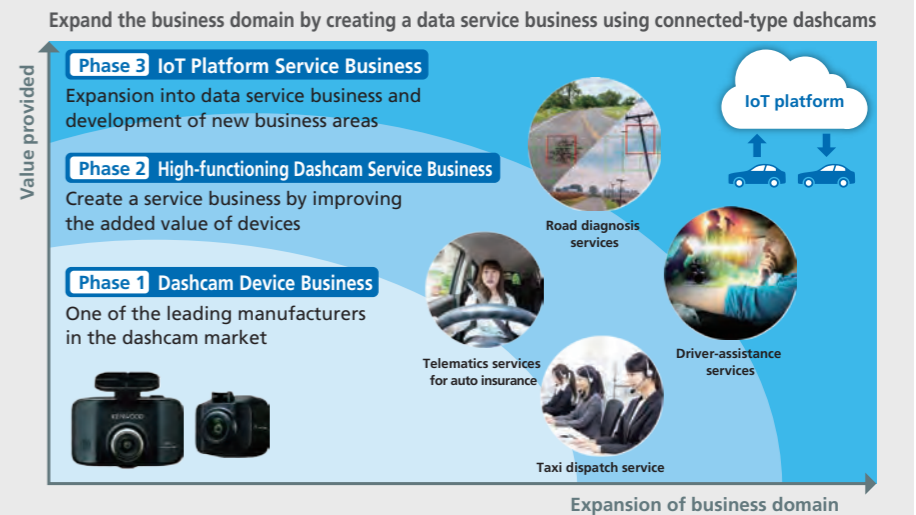 Expand the business domain by creating a data service business using connected-type dashcams
Value provided
Phase 3 IoT Platform Service Business
Expansion into data service business and
development of new business areas
IoT platform
Phase 2 High-functioning Dashcam Service Business
Create a service business by improving
the added value of devices
Road diagnosis
services
Phase 1 Dashcam Device Business
One of the leading manufacturers
in the dashcam market
Telematics services
for auto insurance
Driver-assistance
services
KENWOOD
Taxi dispatch service
Expansion of business domain